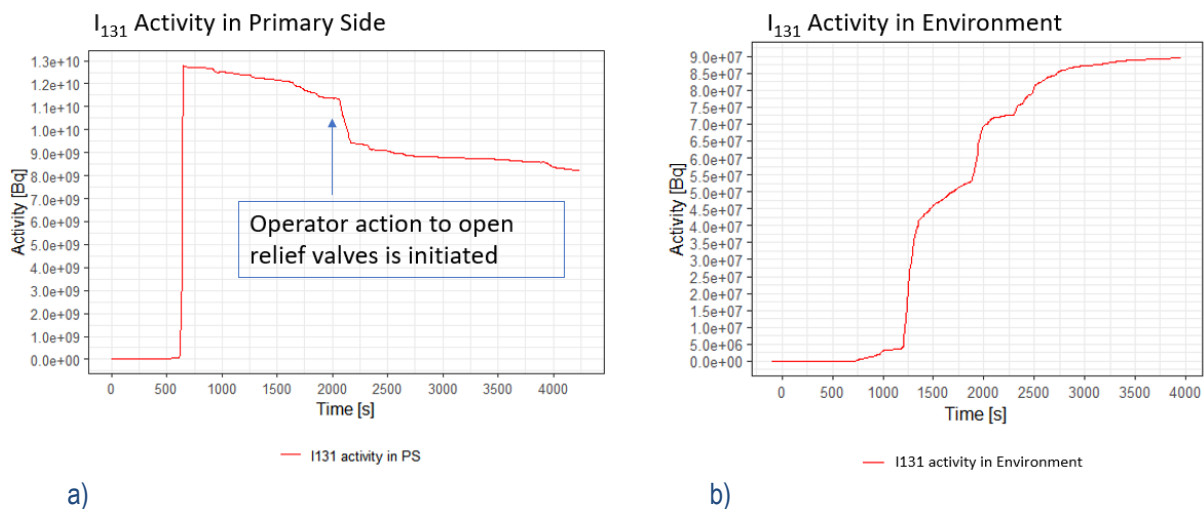 I131 Activity in Primary Side
1.3e+10
1.2e+10
1.1e+10
1.0e+10
9.0e+09
8.0e+09
7.0e+09
6.0e+09
5.0e+09
4.0e+09
3.0e+09
2.0e+09
1.0e+09
0.0e+00
Activity [Bq]
Operator action to open
relief valves is initiated
0 500 1000 1500 2000 2500 3000 3500 4000
Time [s]
I131 activity in PS
a)
I131 Activity in Environment
9.0e+07
8.5e+07
8.0e+07
7.5e+07
7.0e+07
6.5e+07
6.0e+07
5.5e+07
5.0e+07
4.5e+07
4.0e+07
3.5e+07
3.0e+07
2.5e+07
2.0e+07
1.5e+07
1.0e+07
5.0e+06
0.0e+00
Activity [Bq]
0 500 1000 1500 2000 2500 3000 3500 4000
Time [s]
I131 activity in Environment
b)